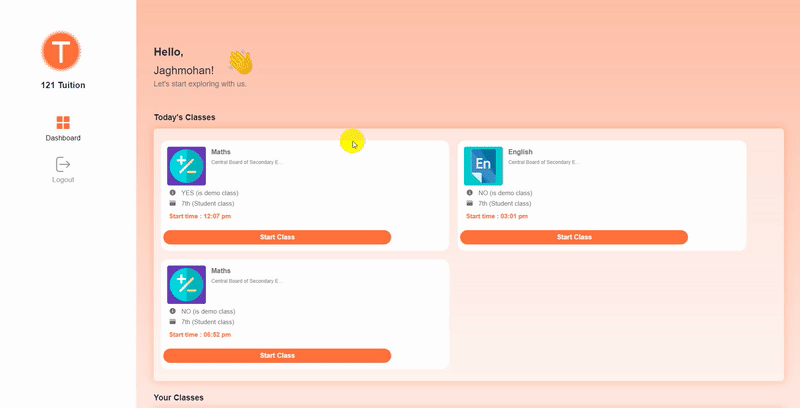 T
121 Tuition
Dashboard
Logout
Hello,
Jaghmohan!
Let's start exploring with us.
Today's Classes
Maths
Central Board of Secondary E...
YES (is demo class)
7th (Student class)
Start time : 12:07 pm
Start Class
En
English
Central Board of Secondary E...
NO (is demo class)
7th (Student class)
Start time : 03:01 pm
Start Class
Maths
Central Board of Secondary E...
NO (is demo class)
7th (Student class)
Start time : 06:52 pm
Start Class
Your Classes